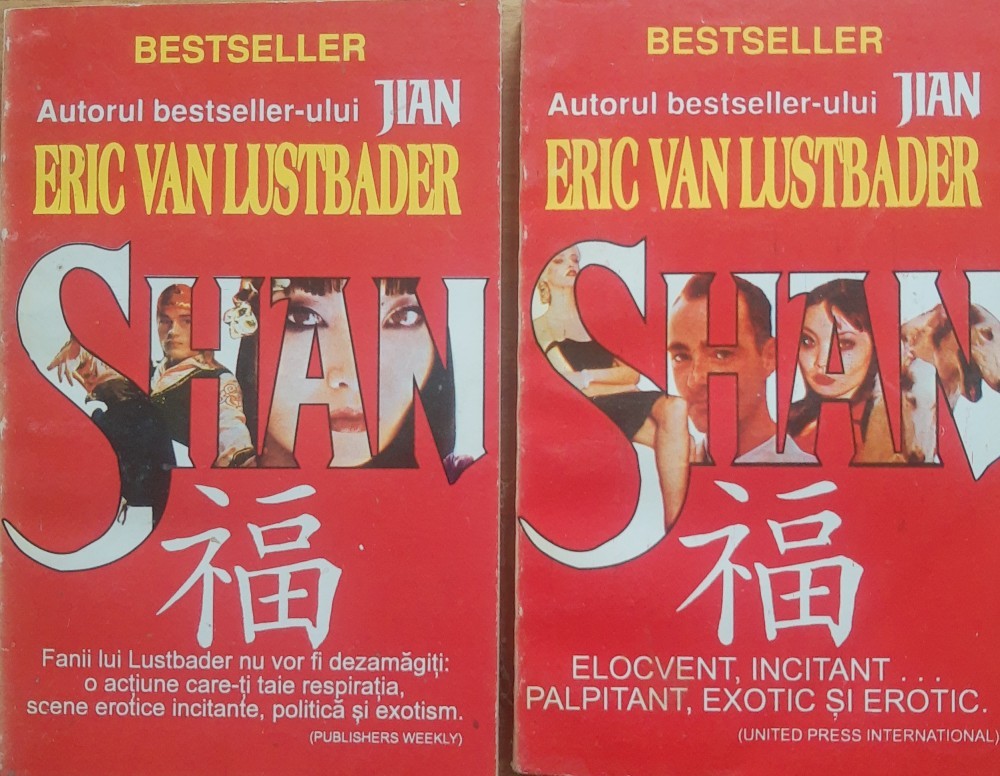 BESTSELLER
Autorul bestseller-ului JIAN
ERIC VAN LUSTBADER
SHAN
福
Fanii lui Lustbader nu vor fi dezamăgiți:
o acțiune care-ți taie respirația,
scene erotice incitante, politică și exotism.
(PUBLISHERS WEEKLY)
BESTSELLER
Autorul bestseller-ului JIAN
ERIC VAN LUSTBADER
SHAN
福
ELOCVENT, INCITANT . . .
PALPITANT, EXOTIC ȘI EROTIC.
(UNITED PRESS INTERNATIONAL)